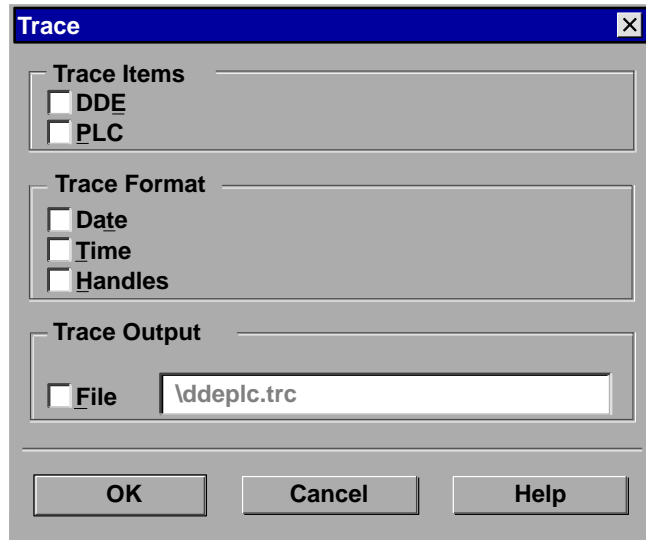 Trace
Trace Items
DDE
PLC
Trace Format
Date
Time
Handles
Trace Output
File
\ddeplc.trc
OK
Cancel
Help